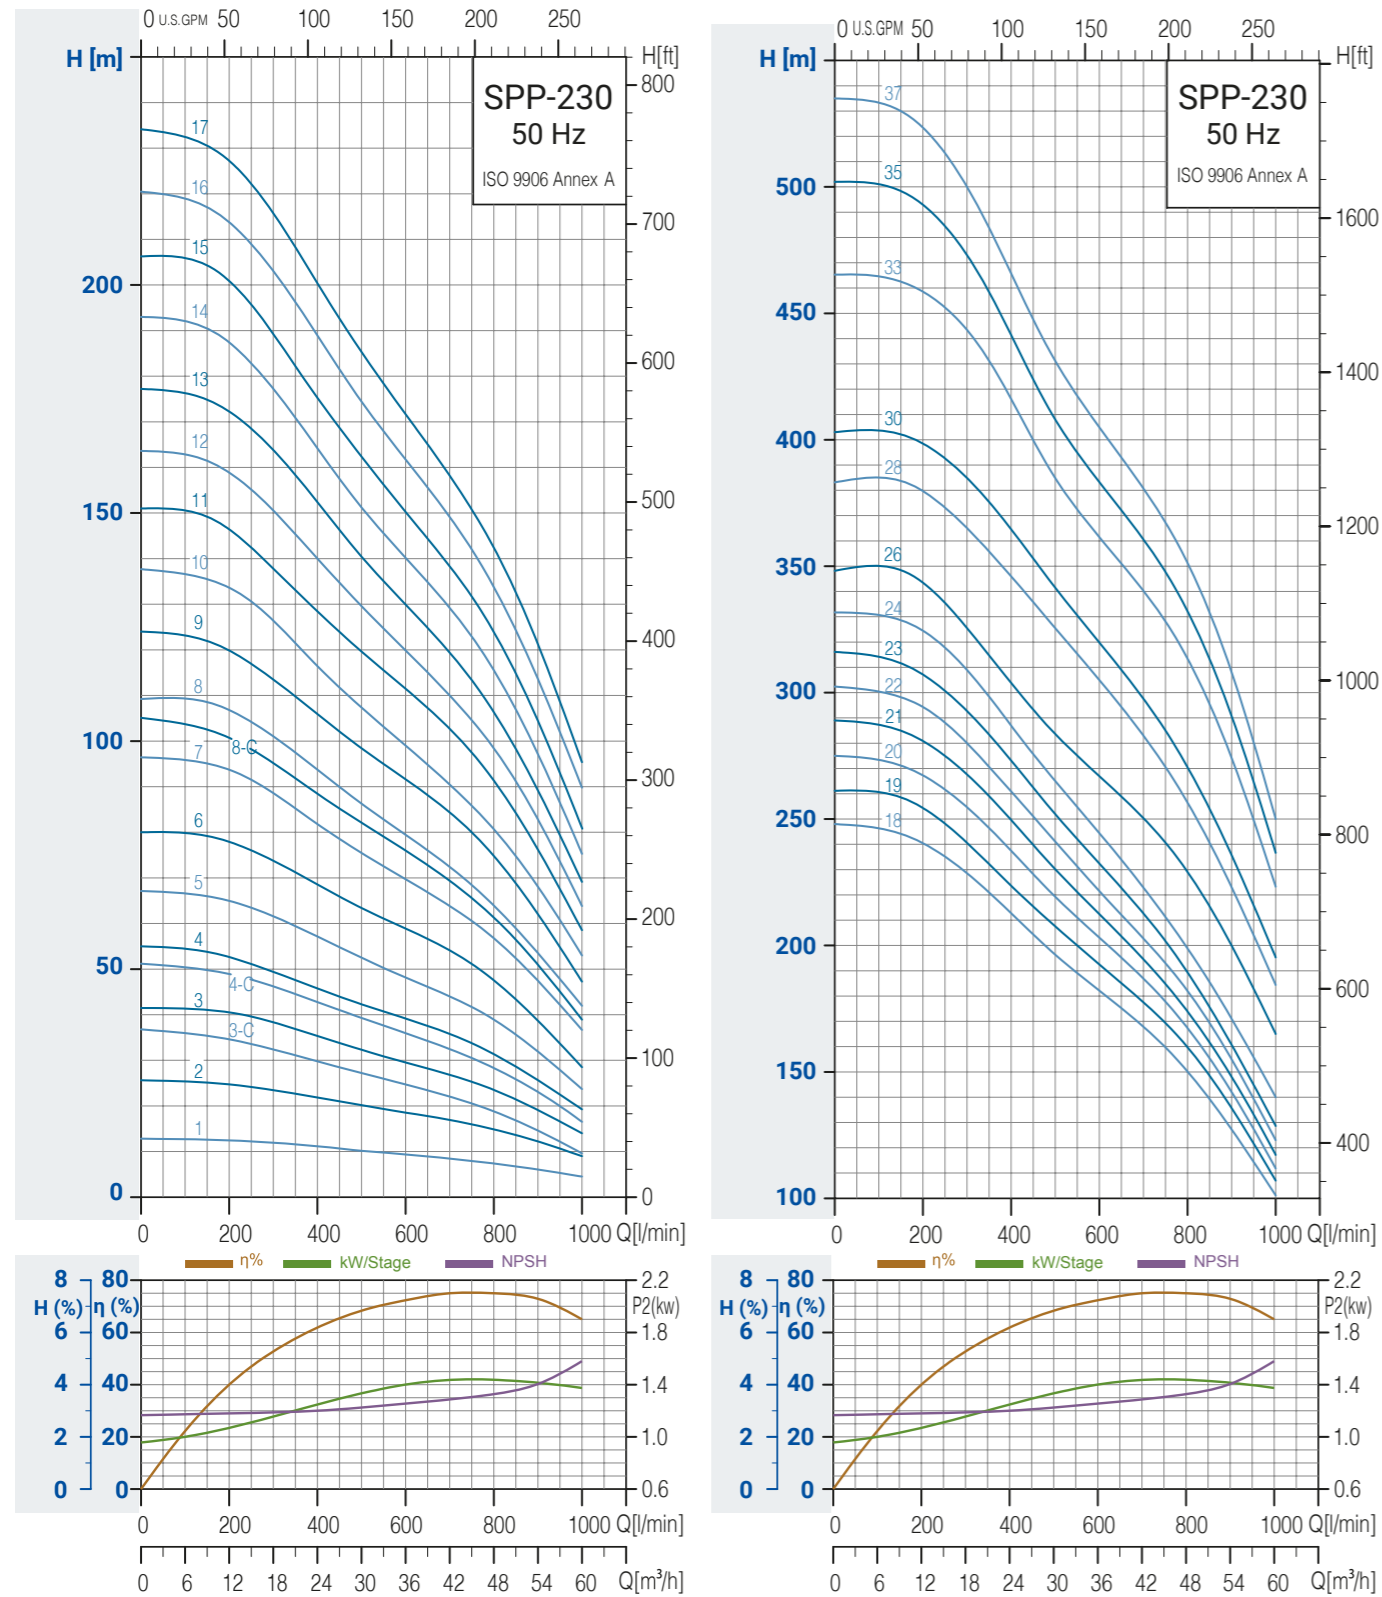 0 U.S.GPM 50 100 150 200 250
H [m]
H[ft]
SPP-230
50 Hz
ISO 9906 Annex A
800
700
600
500
400
300
200
100
0
200
150
100
50
0
17
16
15
14
13
12
11
10
9
8
8-C
7
6
5
4
4-C
3
3-C
2
1
0 200 400 600 800 1000 Q[l/min]
η% kW/Stage NPSH
8 80 2.2
H (%) η (%) P2(kw)
6 60 1.8
4 40 1.4
2 20 1.0
0 0 0.6
0 200 400 600 800 1000 Q[l/min]
0 6 12 18 24 30 36 42 48 54 60 Q[m³/h]
0 U.S.GPM 50 100 150 200 250
H [m]
H[ft]
SPP-230
50 Hz
ISO 9906 Annex A
1600
1400
1200
1000
800
600
400
500
450
400
350
300
250
200
150
100
37
35
33
30
28
26
24
23
22
21
20
19
18
0 200 400 600 800 1000 Q[l/min]
η% kW/Stage NPSH
8 80 2.2
H (%) η (%) P2(kw)
6 60 1.8
4 40 1.4
2 20 1.0
0 0 0.6
0 200 400 600 800 1000 Q[l/min]
0 6 12 18 24 30 36 42 48 54 60 Q[m³/h]